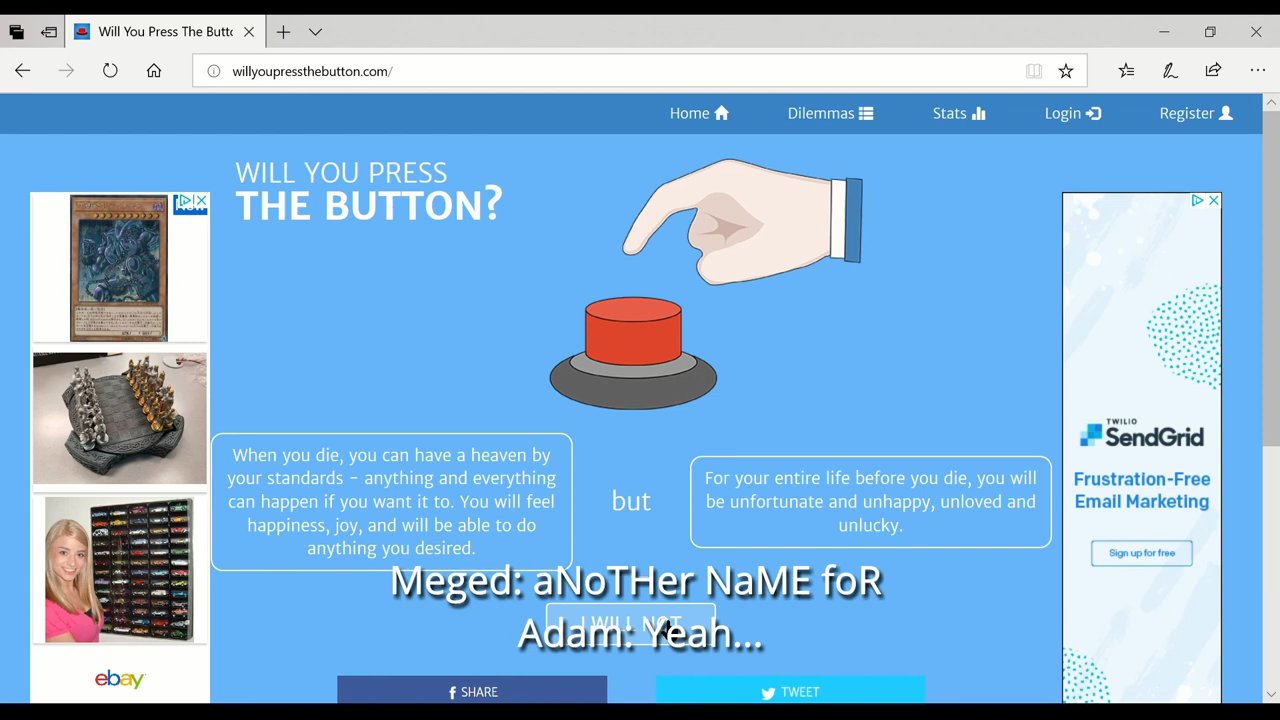 Will You Press The Butto
willyoupressthebutton.com/
Home
Dilemmas
Stats
Login
Register
WILL YOU PRESS
THE BUTTON?
When you die, you can have a heaven by
your standards - anything and everything
can happen if you want it to. You will feel
happiness, joy, and will be able to do
anything you desired.
but
For your entire life before you die, you will
be unfortunate and unhappy, unloved and
unlucky.
I WILL NOT
Meged: aNoTHer NaME foR
Adam: Yeah...
SHARE
TWEET
ebay
TWILIO
SendGrid
Frustration-Free
Email Marketing
Sign up for free